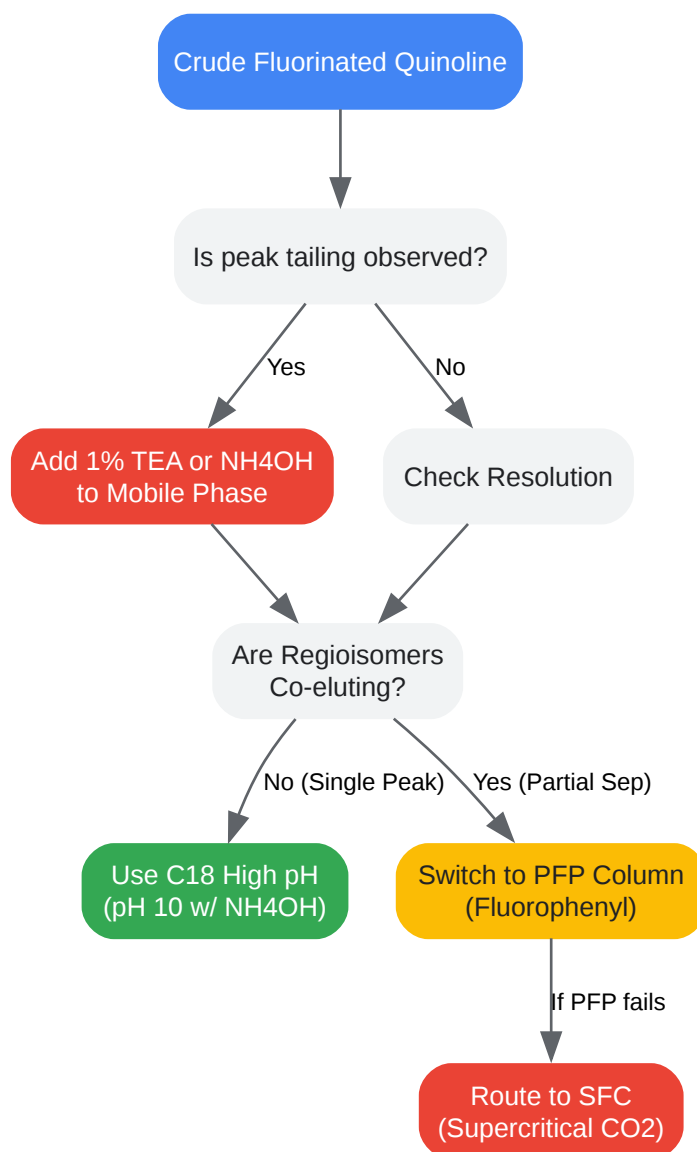 Crude Fluorinated Quinoline
Is peak tailing observed?
Yes
No
Add 1% TEA or NH4OH
to Mobile Phase
Check Resolution
Are Regioisomers
Co-eluting?
No (Single Peak)
Yes (Partial Sep)
Use C18 High pH
(pH 10 w/ NH4OH)
Switch to PFP Column
(Fluorophenyl)
If PFP fails
Route to SFC
(Supercritical CO2)